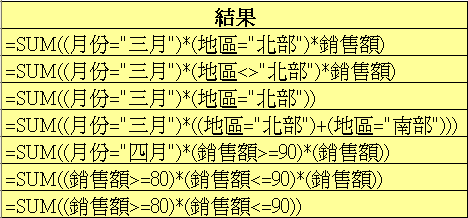 結果
=SUM((月份="三月")*(地區="北部")*銷售額)
=SUM((月份="三月")*(地區<>"北部")*銷售額)
=SUM((月份="三月")*(地區="北部"))
=SUM((月份="三月")*((地區="北部")+(地區="南部")))
=SUM((月份="四月")*(銷售額>=90)*(銷售額))
=SUM((銷售額>=80)*(銷售額<=90)*(銷售額))
=SUM((銷售額>=80)*(銷售額<=90))